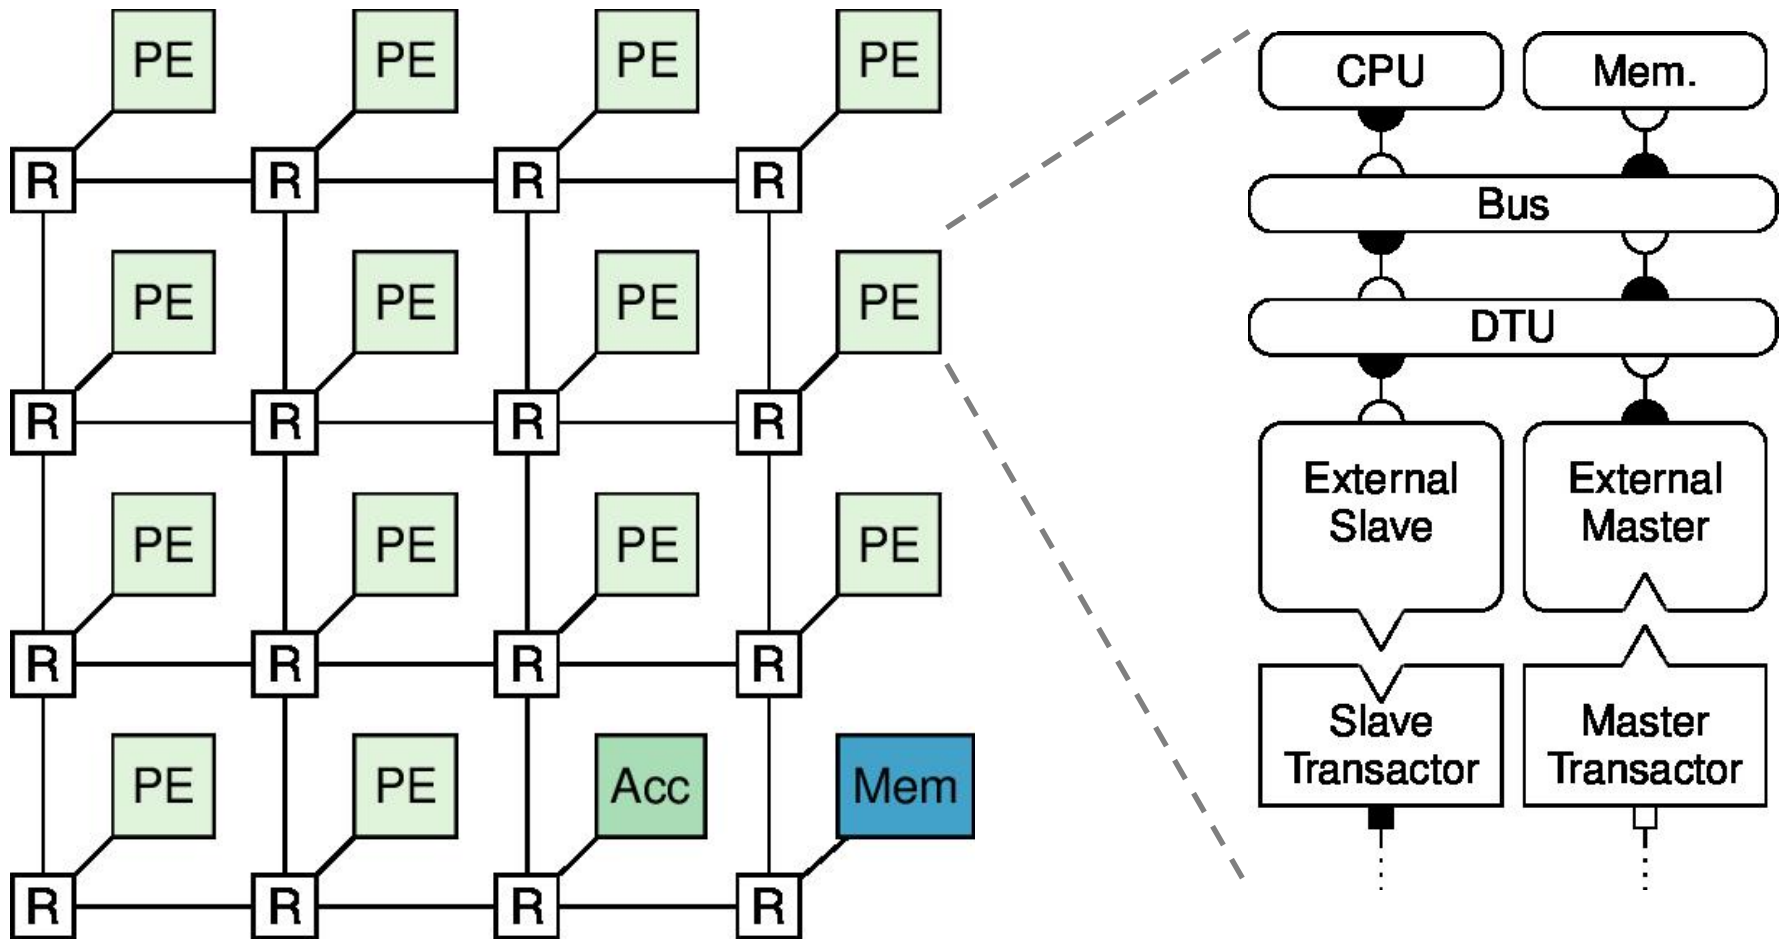 PE PE PE PE
R R R R
PE PE PE PE
R R R R
PE PE PE PE
R R R R
PE PE Acc Mem
R R R R
CPU Mem.
Bus
DTU
External
Slave
External
Master
Slave
Transactor
Master
Transactor